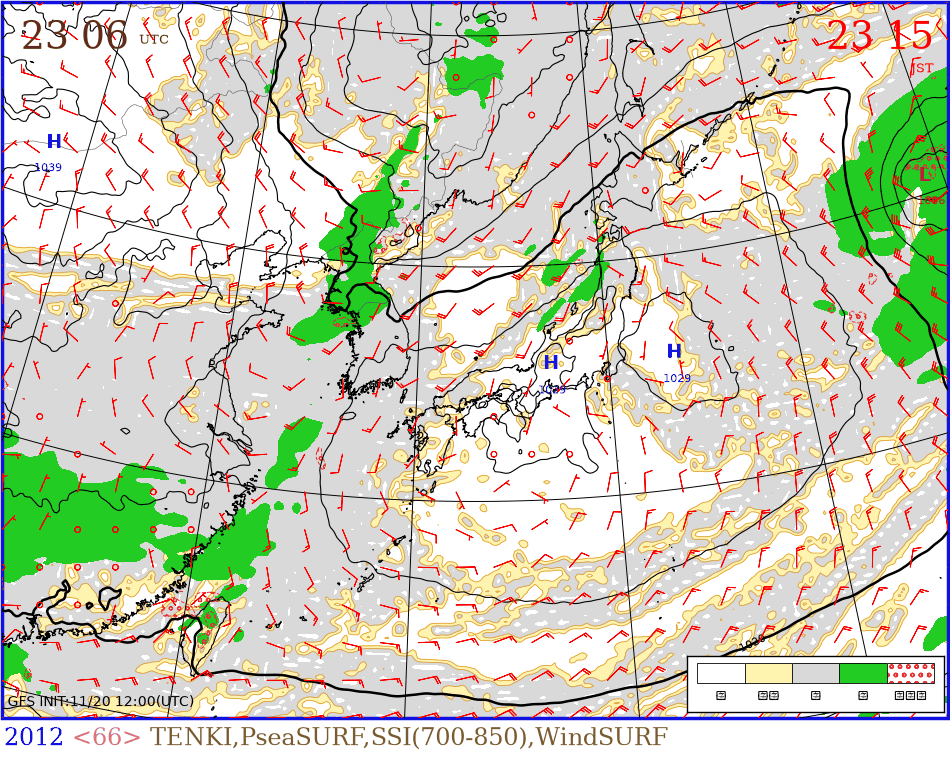 23 06 UTC
23 15
JST
H
1039
L
H
1029
H
1020
GFS INIT:11/20 12:00(UTC)
2012 <66> TENKI,PseaSURF,SSI(700-850),WindSURF